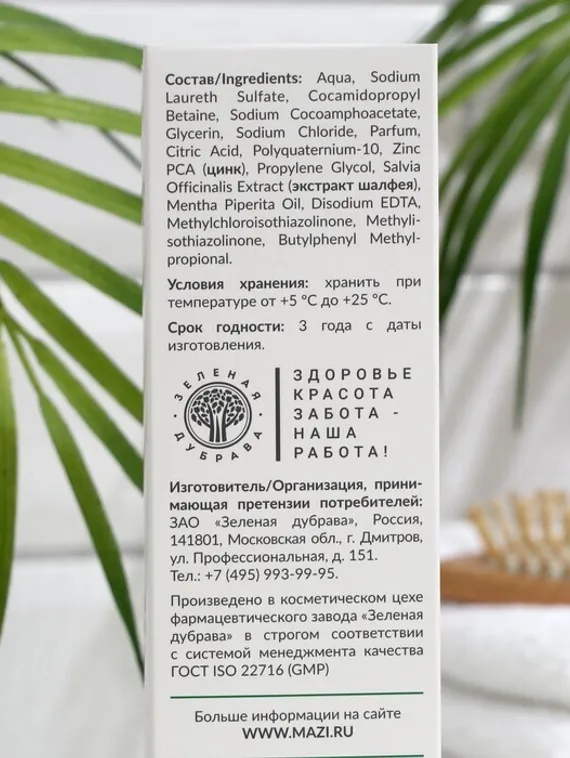 Состав/Ingredients: Aqua, Sodium
Laureth Sulfate, Cocamidopropyl
Betaine, Sodium Cocoamphoacetate,
Glycerin, Sodium Chloride, Parfum,
Citric Acid, Polyquaternium-10, Zinc
PCA (цинк), Propylene Glycol, Salvia
Officinalis Extract (экстракт шалфея),
Mentha Piperita Oil, Disodium EDTA,
Methylchloroisothiazolinone, Methyli-
sothiazolinone, Butylphenyl Methyl-
propional.
Условия хранения: хранить при
температуре от +5 °С до +25 °С.
Срок годности: 3 года с даты
изготовления.
ЗЕЛЕНАЯ
ДУБРАВА
ЗДОРОВЬЕ
КРАСОТА
ЗАБОТА -
НАША
РАБОТА!
Изготовитель/Организация, прини-
мающая претензии потребителей:
ЗАО «Зеленая дубрава», Россия,
141801, Московская обл., г. Дмитров,
ул. Профессиональная, д. 151.
Тел.: +7 (495) 993-99-95.
Произведено в косметическом цехе
фармацевтического завода «Зеленая
дубрава» в строгом соответствии
с системой менеджмента качества
ГОСТ ISO 22716 (GMP)
Больше информации на сайте
WWW.MAZI.RU